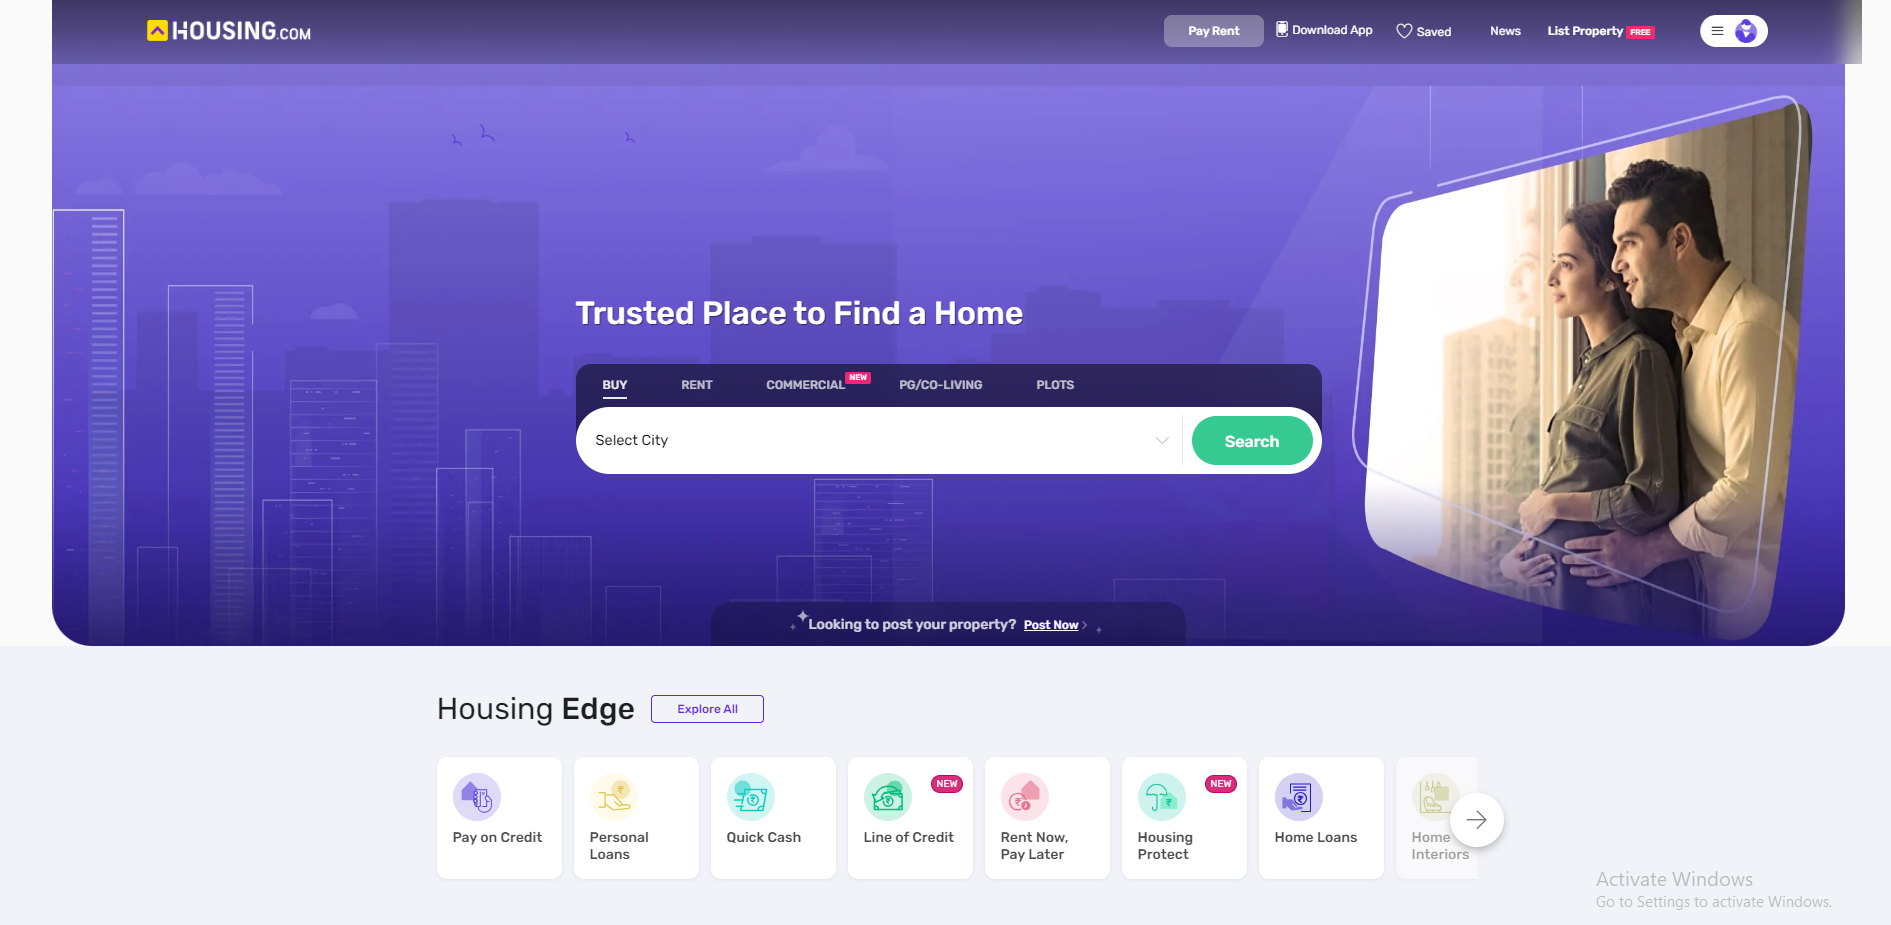 HOUSING.COM
Pay Rent
Download App
Saved
News
List Property FREE
Trusted Place to Find a Home
BUY RENT COMMERCIAL NEW PG/CO-LIVING PLOTS
Select City
Search
Looking to post your property? Post Now
Housing Edge
Explore All
Pay on Credit
Personal
Loans
Quick Cash
NEW
Line of Credit
Rent Now,
Pay Later
NEW
Housing
Protect
Home Loans
Home
Interiors
Activate Windows
Go to Settings to activate Windows.